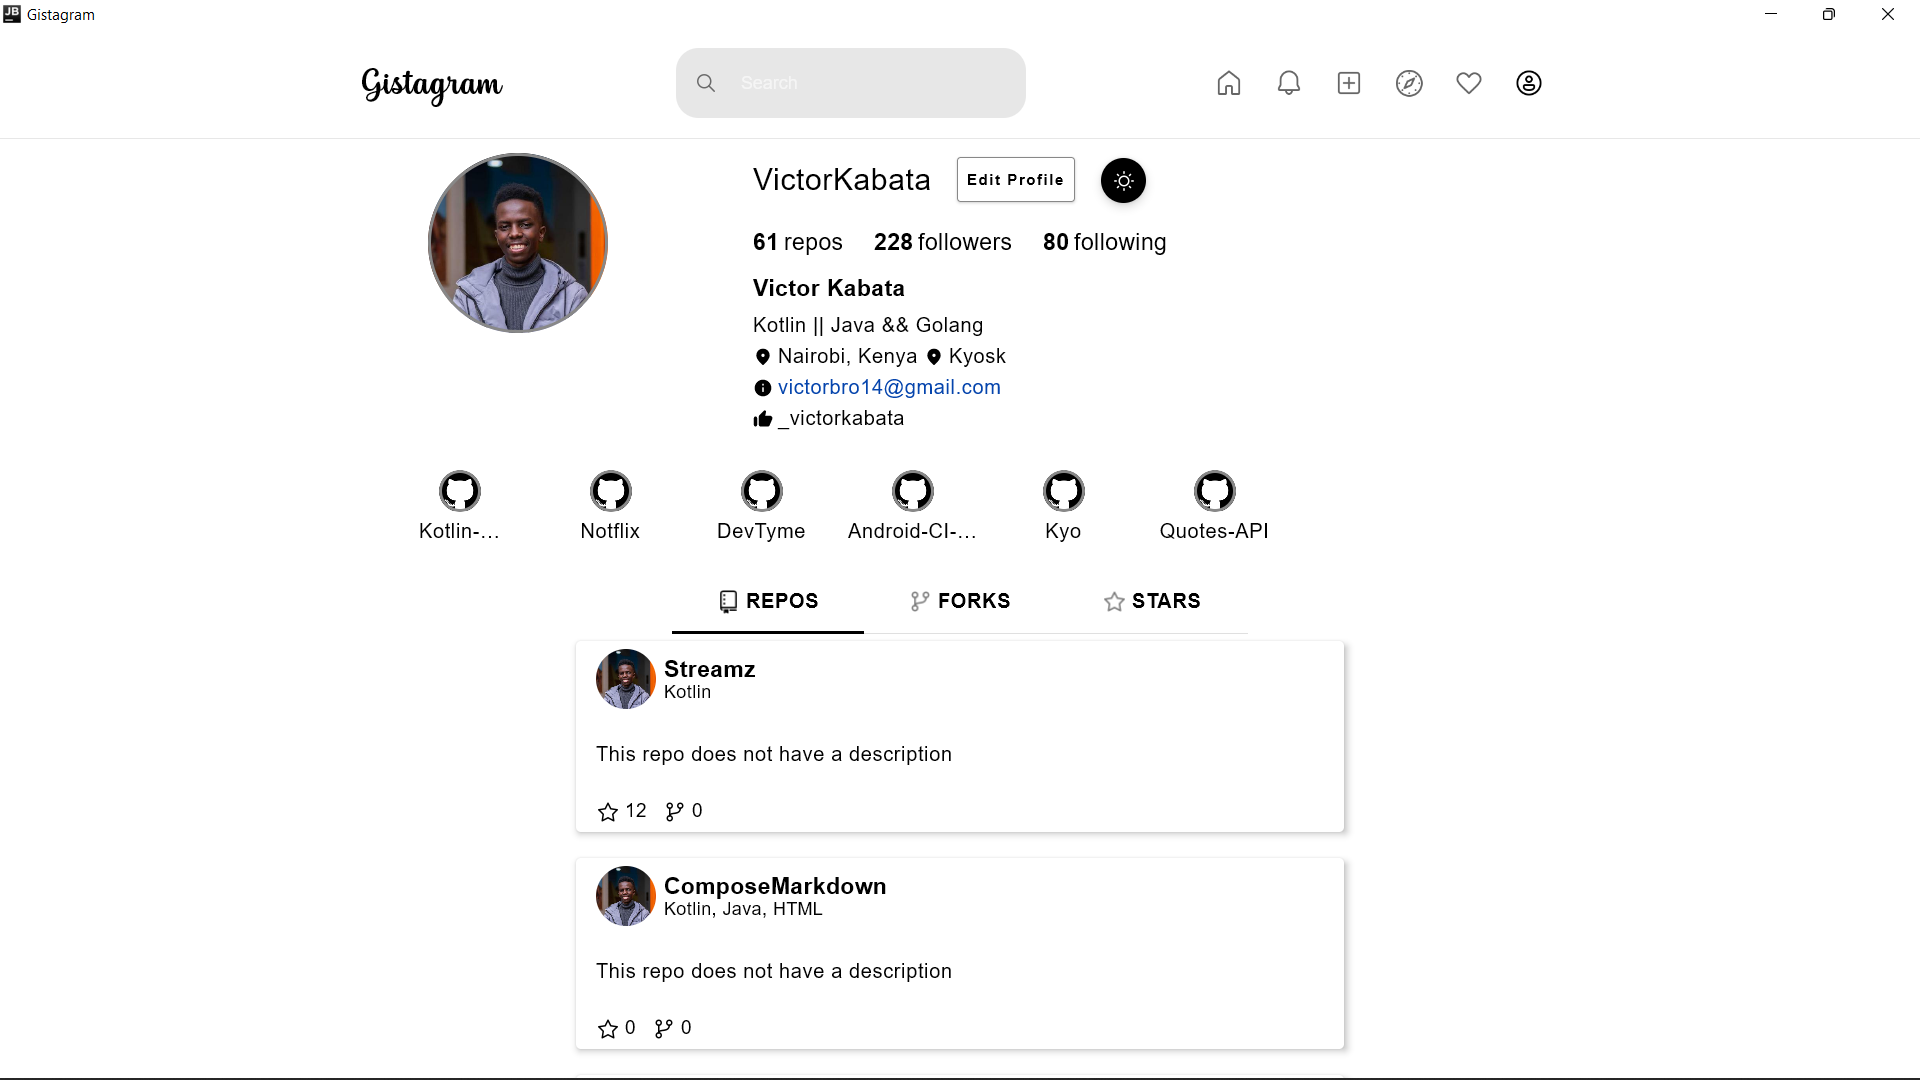 JB Gistagram
Gistagram
Search
VictorKabata
Edit Profile
61 repos 228 followers 80 following
Victor Kabata
Kotlin || Java && Golang
Nairobi, Kenya Kyosk
victorbro14@gmail.com
_victorkabata
Kotlin-... Notflix DevTyme Android-CI-... Kyo Quotes-API
REPOS FORKS STARS
Streamz
Kotlin
This repo does not have a description
12 0
ComposeMarkdown
Kotlin, Java, HTML
This repo does not have a description
0 0